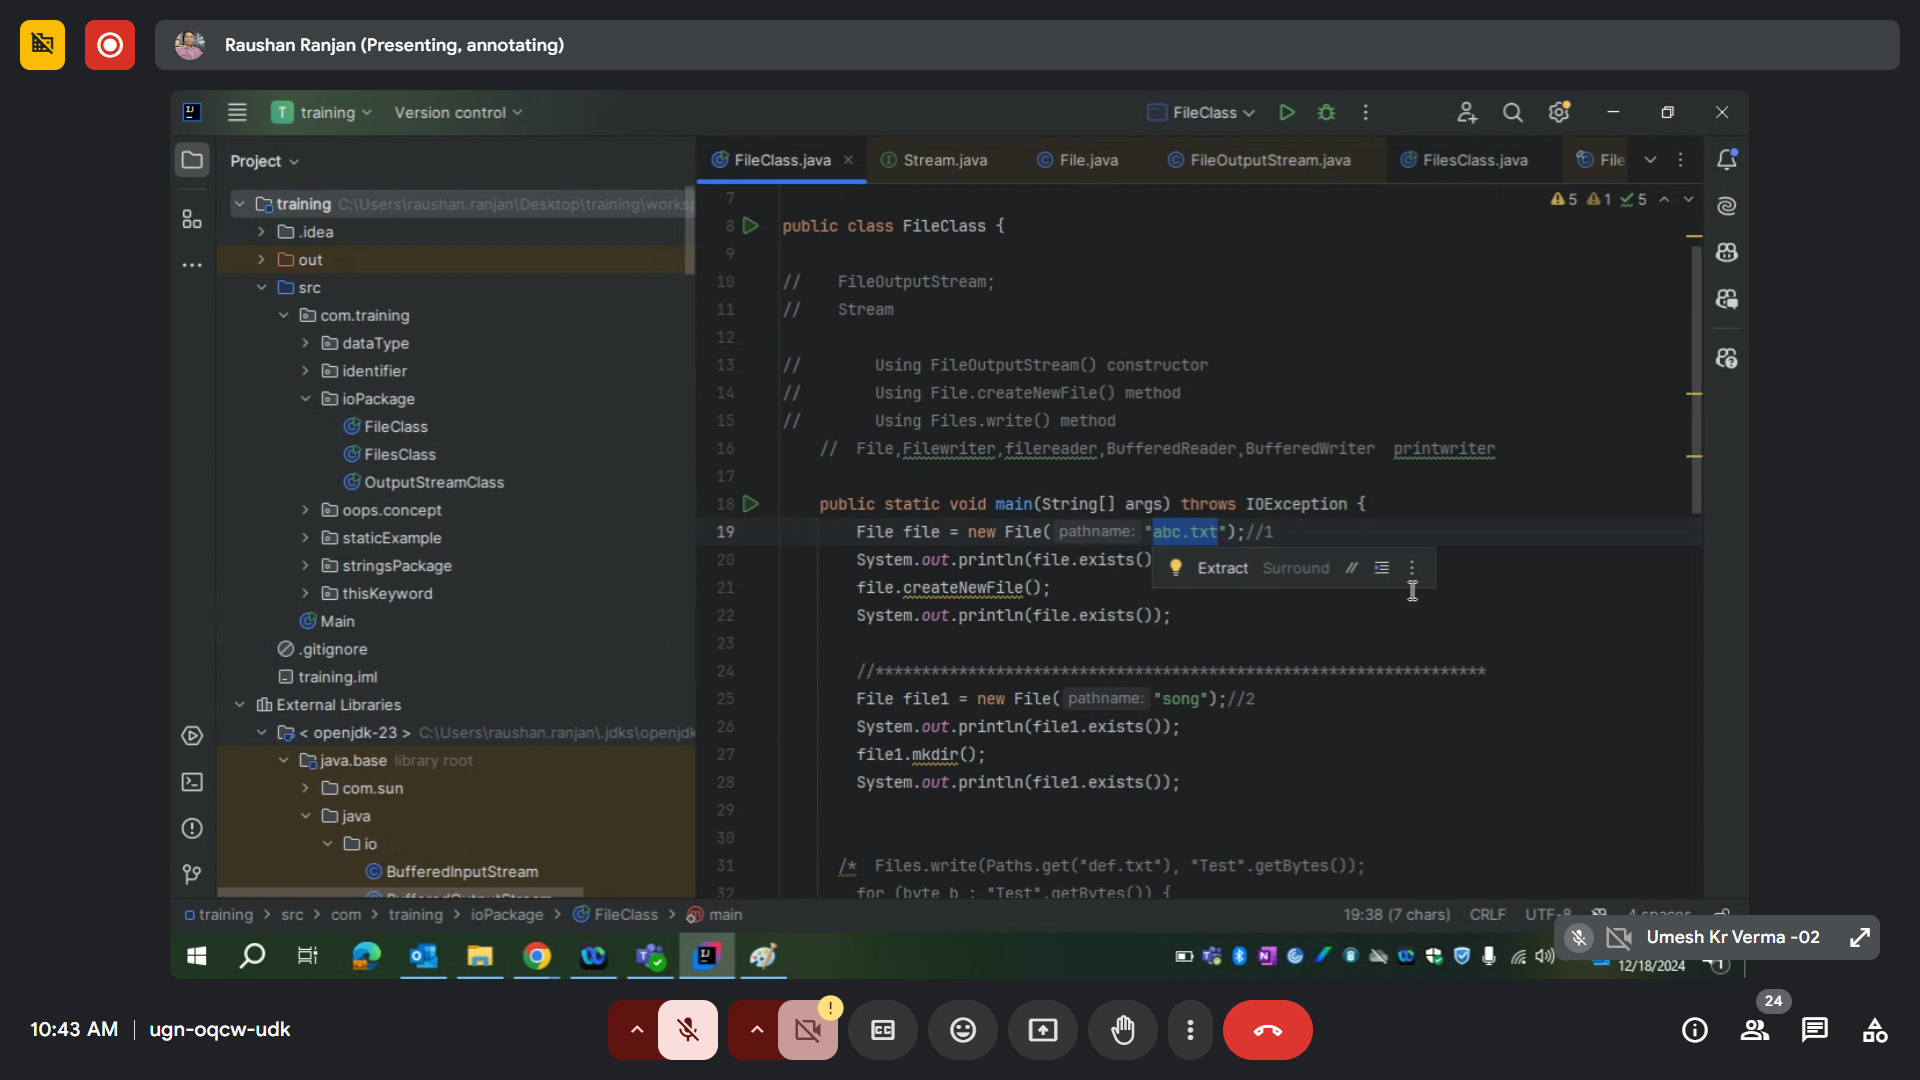 Raushan Ranjan (Presenting, annotating)
T training Version control FileClass
Project
training C:\Users\raushan.ranjan\Desktop\training\worksp
.idea
out
src
com.training
dataType
identifier
ioPackage
FileClass
FilesClass
OutputStreamClass
oops.concept
staticExample
stringsPackage
thisKeyword
Main
.gitignore
training.iml
External Libraries
< openjdk-23 > C:\Users\raushan.ranjan\.jdks\openjdk
java.base library root
com.sun
java
io
BufferedInputStream
BufferedOutputStream
FileClass.java Stream.java File.java FileOutputStream.java FilesClass.java File
5 1 5
7
8 public class FileClass {
9
10 // FileOutputStream;
11 // Stream
12
13 // Using FileOutputStream() constructor
14 // Using File.createNewFile() method
15 // Using Files.write() method
16 // File,Filewriter,filereader,BufferedReader,BufferedWriter printwriter
17
18 public static void main(String[] args) throws IOException {
19 File file = new File( pathname: "abc.txt");//1
20 System.out.println(file.exists()
Extract Surround //
21 file.createNewFile();
22 System.out.println(file.exists());
23
24 //******************************************************************
25 File file1 = new File( pathname: "song");//2
26 System.out.println(file1.exists());
27 file1.mkdir();
28 System.out.println(file1.exists());
29
30
31 /* Files.write(Paths.get("def.txt"), "Test".getBytes());
32 for (byte b : "Test".getBytes()) {
training > src > com > training > ioPackage > FileClass > main 19:38 (7 chars) CRLF UTF-8 4 spaces
Umesh Kr Verma -02
12/18/2024
10:43 AM | ugn-oqcw-udk
24